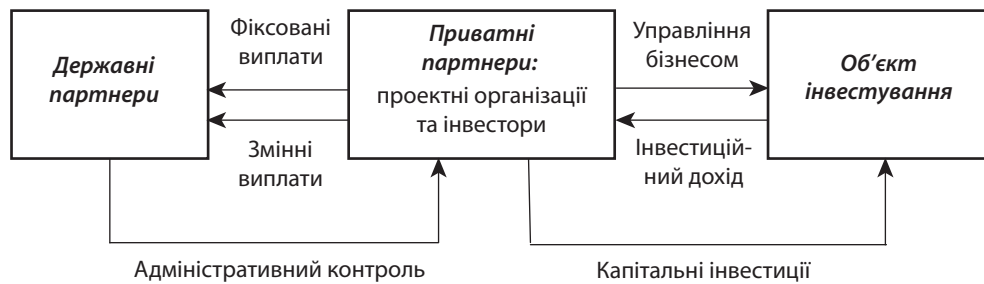 Державні
партнери
Фіксовані
виплати
Змінні
виплати
Приватні
партнери:
проектні організації
та інвестори
Управління
бізнесом
Інвестицій-
ний дохід
Об’єкт
інвестування
Адміністративний контроль
Капітальні інвестиції